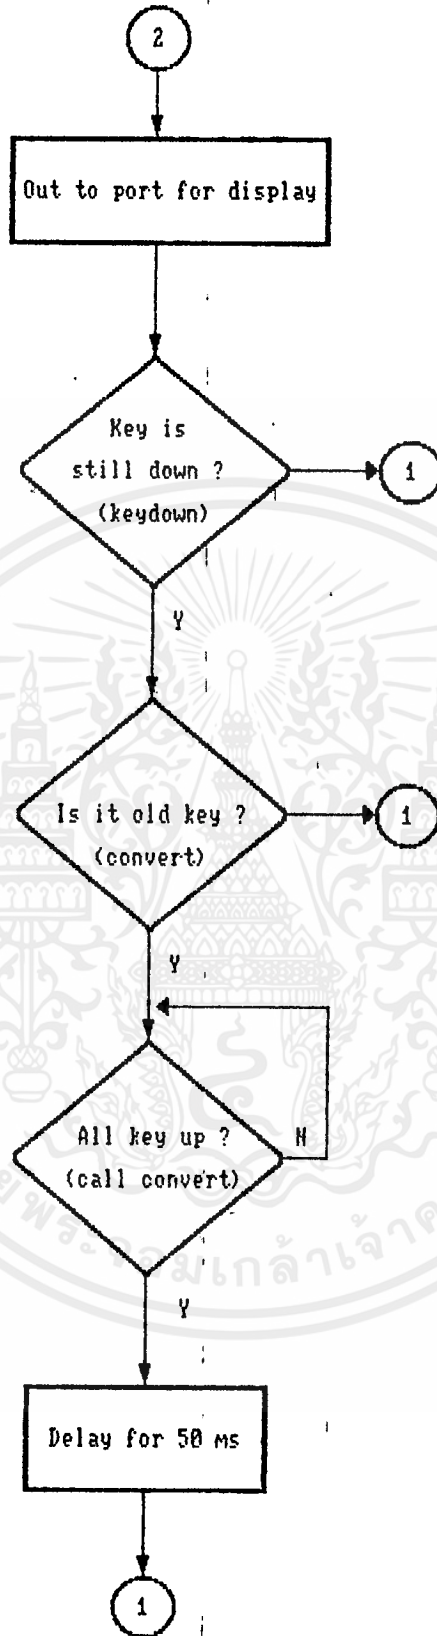 2
Out to port for display
Key is
still down ?
(keydown)
1
Y
Is it old key ?
(convert)
1
Y
All key up ?
(call convert)
N
Y
Delay for 50 ms
1